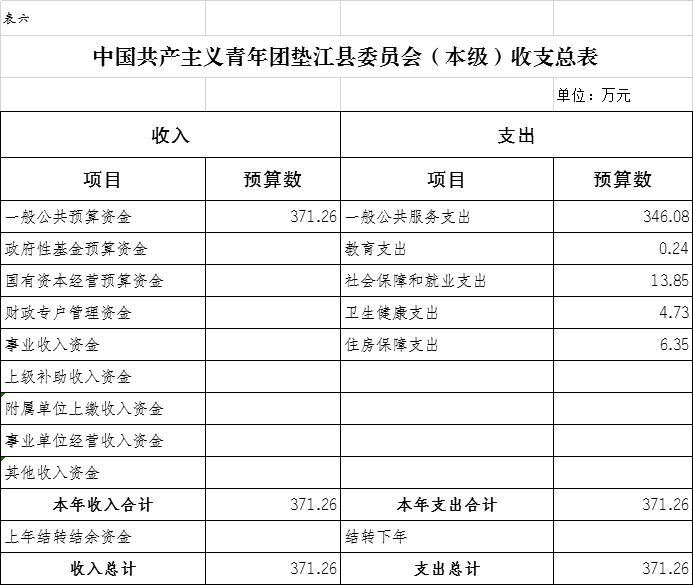 表六
中国共产主义青年团垫江县委员会（本级）收支总表
单位：万元
收入 支出
项目 预算数 项目 预算数
一般公共预算资金 371.26 一般公共服务支出 346.08
政府性基金预算资金 教育支出 0.24
国有资本经营预算资金 社会保障和就业支出 13.85
财政专户管理资金 卫生健康支出 4.73
事业收入资金 住房保障支出 6.35
上级补助收入资金
附属单位上缴收入资金
事业单位经营收入资金
其他收入资金
本年收入合计 371.26 本年支出合计 371.26
上年结转结余资金 结转下年
收入总计 371.26 支出总计 371.26